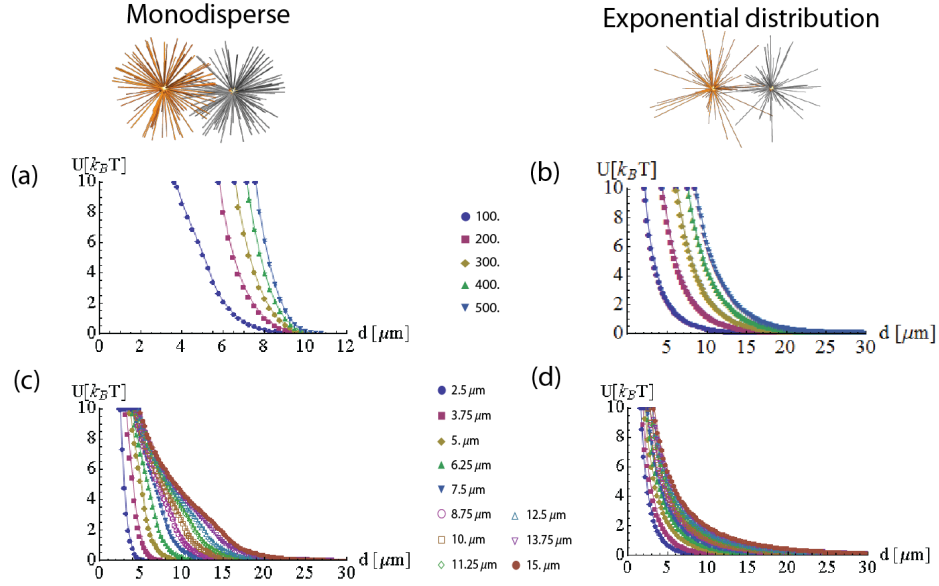 Monodisperse
Exponential distribution
(a)
U[k_B T]
10
8
6
4
2
0
0 2 4 6 8 10 12
d [μm]
100.
200.
300.
400.
500.
(b)
U[k_B T]
10
8
6
4
2
0
5 10 15 20 25 30
d [μm]
(c)
U[k_B T]
10
8
6
4
2
0
0 5 10 15 20 25 30
d [μm]
2.5 μm
3.75 μm
5. μm
6.25 μm
7.5 μm
8.75 μm
10. μm
11.25 μm
12.5 μm
13.75 μm
15. μm
(d)
U[k_B T]
10
8
6
4
2
0
0 5 10 15 20 25 30
d [μm]